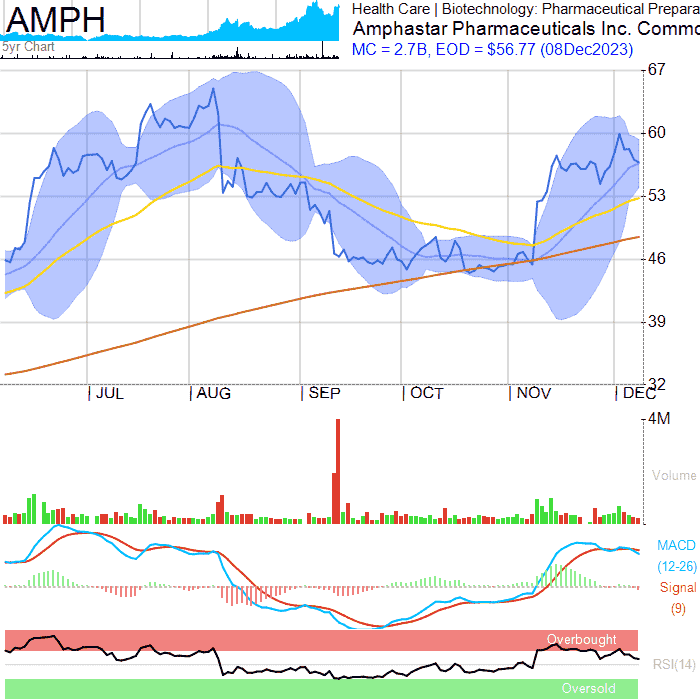 AMPH
5yr Chart
Health Care | Biotechnology: Pharmaceutical Prepara
Amphastar Pharmaceuticals Inc. Commo
MC = 2.7B, EOD = $56.77 (08Dec2023)
67
60
53
46
39
32
JUL AUG SEP OCT NOV DEC
4M
Volume
MACD
(12-26)
Signal
(9)
Overbought
RSI(14)
Oversold